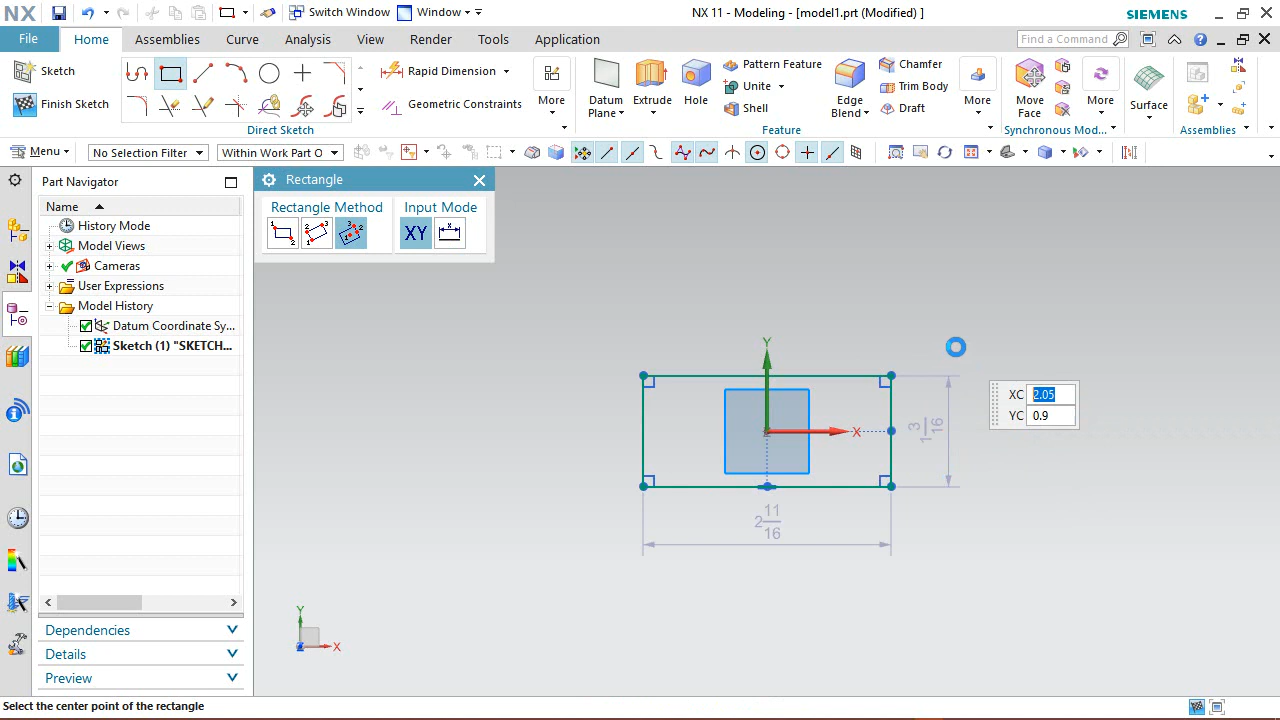 NX
Switch Window
Window
NX 11 - Modeling - [model1.prt (Modified) ]
SIEMENS
File
Home
Assemblies
Curve
Analysis
View
Render
Tools
Application
Find a Command
Sketch
Finish Sketch
Direct Sketch
Rapid Dimension
Geometric Constraints
More
Datum
Plane
Extrude
Hole
Pattern Feature
Unite
Shell
Feature
Edge
Blend
Chamfer
Trim Body
Draft
More
Move
Face
More
Synchronous Mod...
Surface
Assemblies
Menu
No Selection Filter
Within Work Part O
Part Navigator
Name
History Mode
Model Views
Cameras
User Expressions
Model History
Datum Coordinate Sy...
Sketch (1) "SKETCH...
Dependencies
Details
Preview
Rectangle
Rectangle Method
Input Mode
XY
Y
X
XC 2.05
YC 0.9
1 3/16
2 11/16
Y
X
Select the center point of the rectangle